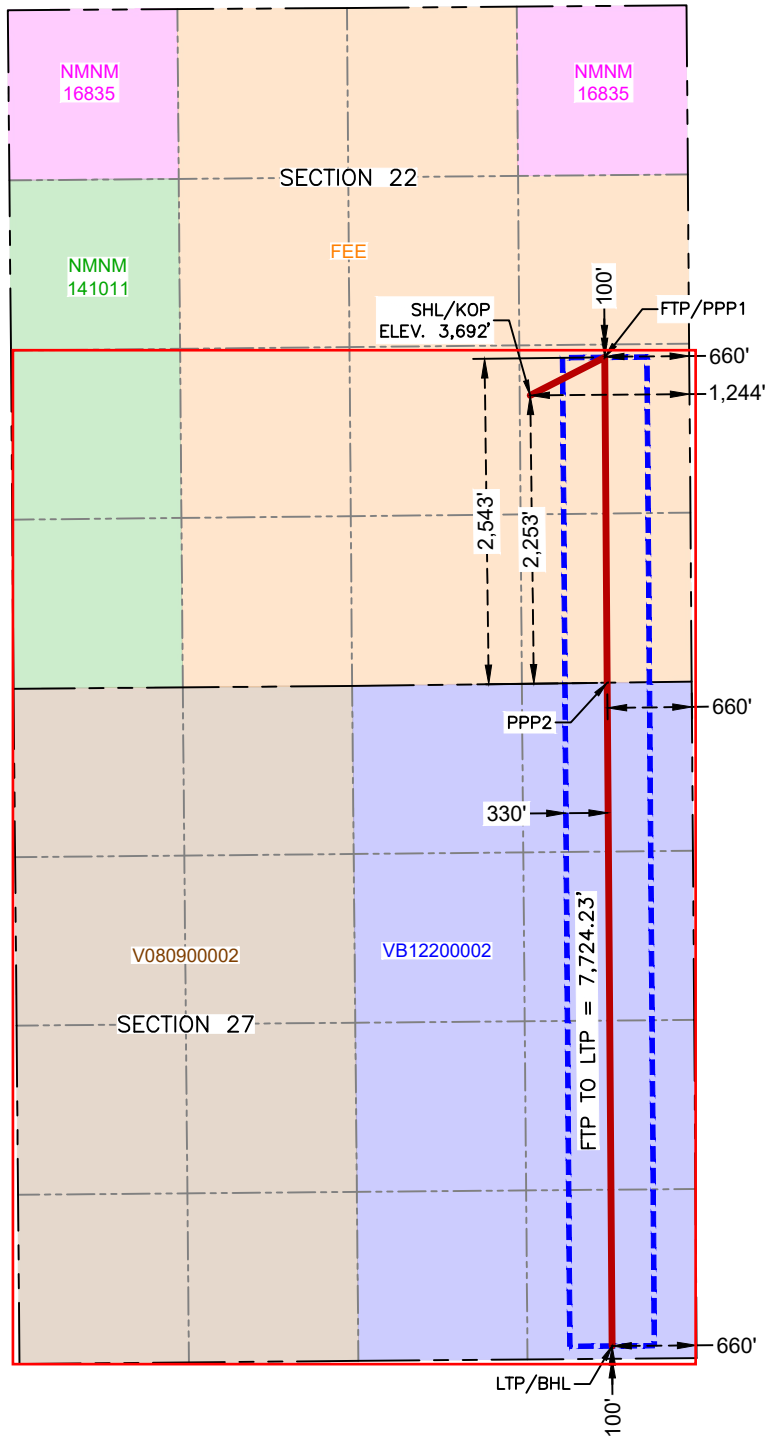 NMNM
16835
NMNM
16835
SECTION 22
FEE
NMNM
141011
SHL/KOP
ELEV. 3,692'
100'
FTP/PPP1
660'
1,244'
2,543'
2,253'
PPP2
660'
330'
FTP TO LTP = 7,724.23'
V080900002
VB12200002
SECTION 27
660'
LTP/BHL
100'